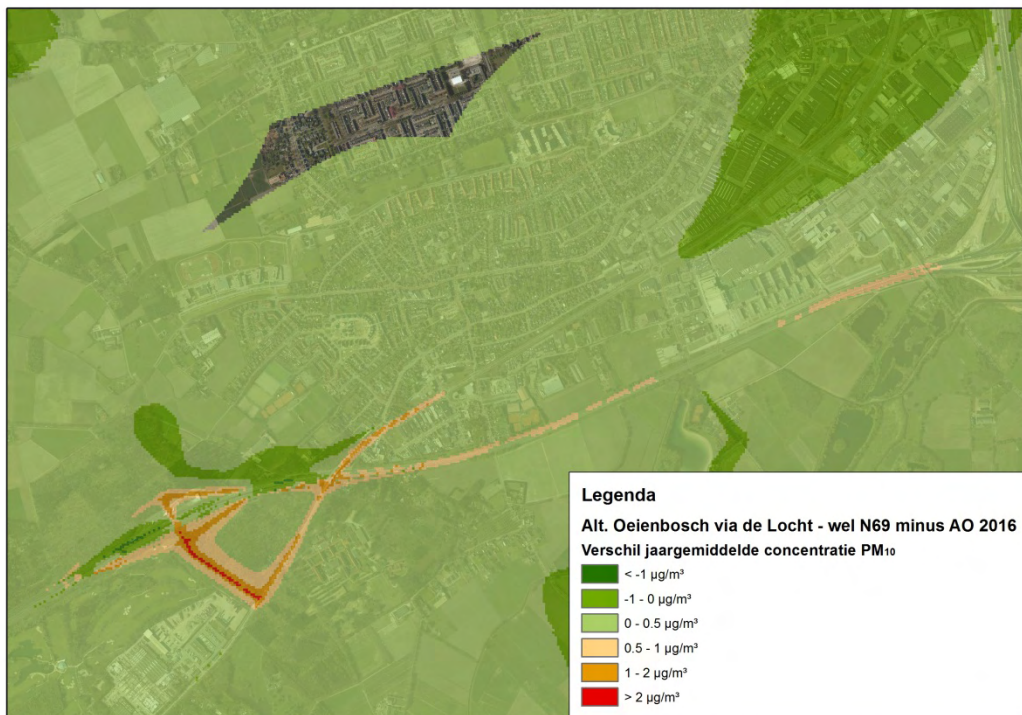 Legenda
Alt. Oeienbosch via de Locht - wel N69 minus AO 2016
Verschil jaargemiddelde concentratie PM₁₀
< -1 µg/m³
-1 - 0 µg/m³
0 - 0.5 µg/m³
0.5 - 1 µg/m³
1 - 2 µg/m³
> 2 µg/m³